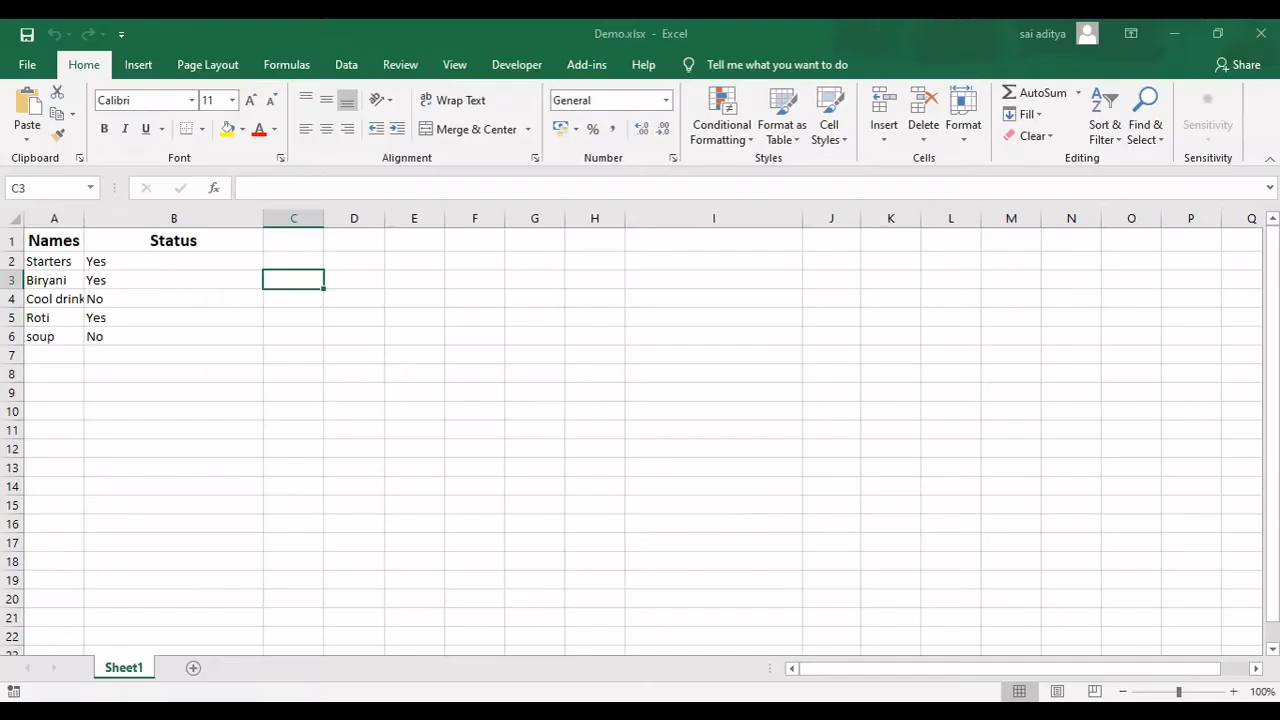 Demo.xlsx - Excel
sai aditya
File Home Insert Page Layout Formulas Data Review View Developer Add-ins Help Tell me what you want to do Share
Calibri 11 Wrap Text General AutoSum
Paste B I U Merge & Center % Conditional Formatting Format as Table Cell Styles Insert Delete Format Fill Clear Sort & Filter Find & Select Sensitivity
Clipboard Font Alignment Number Styles Cells Editing Sensitivity
C3 fx
A B C D E F G H I J K L M N O P Q
1 Names Status
2 Starters Yes
3 Biryani Yes
4 Cool drink No
5 Roti Yes
6 soup No
7
8
9
10
11
12
13
14
15
16
17
18
19
20
21
22
Sheet1
100%